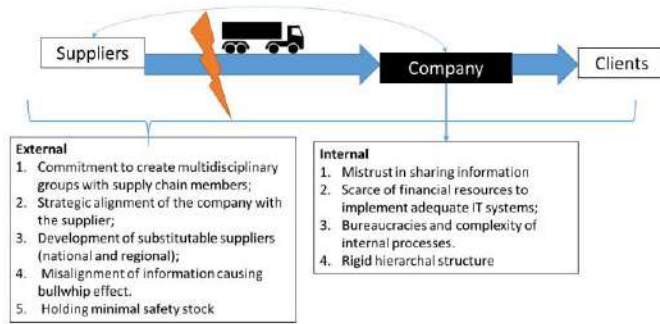 Suppliers
Company
Clients
External
1. Commitment to create multidisciplinary
groups with supply chain members;
2. Strategic alignment of the company with
the supplier;
3. Development of substitutable suppliers
(national and regional);
4. Misalignment of information causing
bullwhip effect.
5. Holding minimal safety stock
Internal
1. Mistrust in sharing information
2. Scarce of financial resources to
implement adequate IT systems;
3. Bureaucracies and complexity of
internal processes.
4. Rigid hierarchal structure